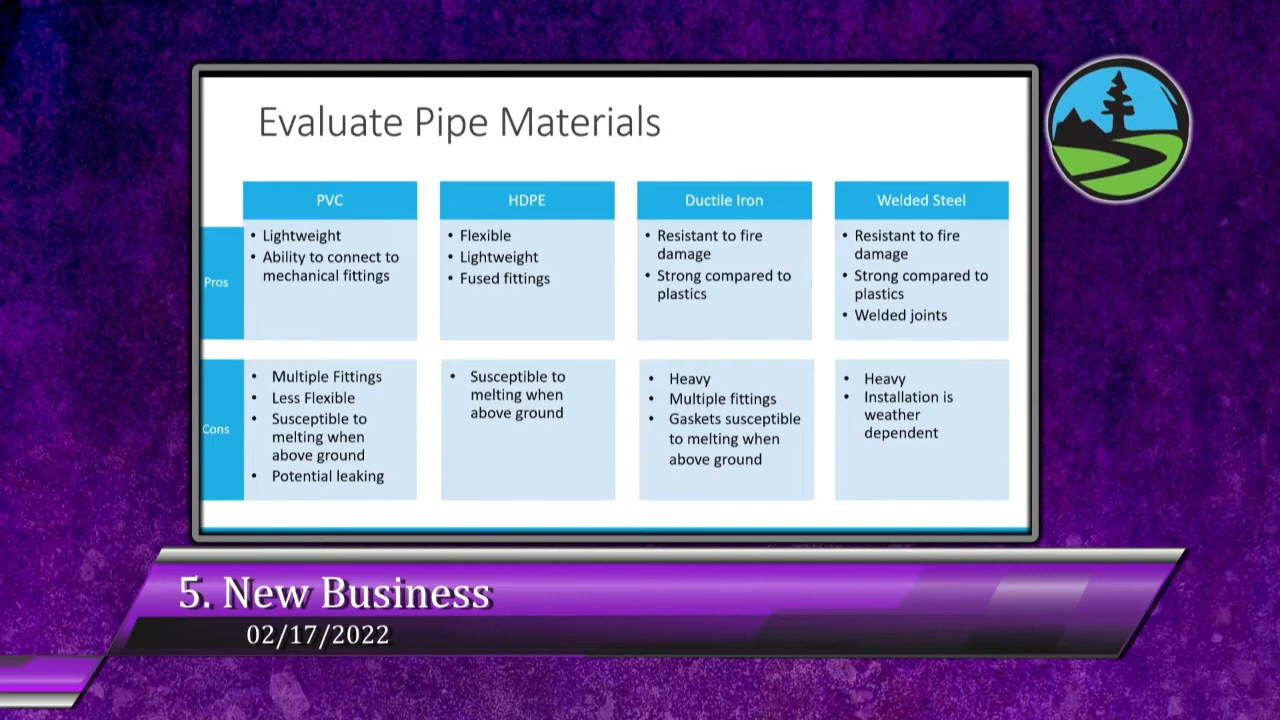 Evaluate Pipe Materials
PVC
HDPE
Ductile Iron
Welded Steel
Pros
• Lightweight
• Ability to connect to
mechanical fittings
• Flexible
• Lightweight
• Fused fittings
• Resistant to fire
damage
• Strong compared to
plastics
• Resistant to fire
damage
• Strong compared to
plastics
• Welded joints
Cons
• Multiple Fittings
• Less Flexible
• Susceptible to
melting when
above ground
• Potential leaking
• Susceptible to
melting when
above ground
• Heavy
• Multiple fittings
• Gaskets susceptible
to melting when
above ground
• Heavy
• Installation is
weather
dependent
5. New Business
02/17/2022